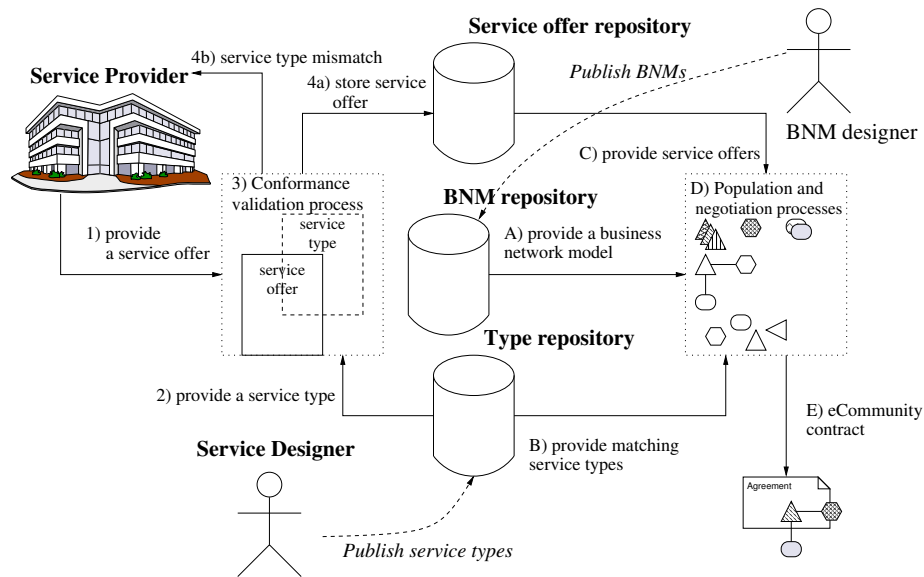 Service offer repository
4b) service type mismatch
Service Provider
4a) store service
offer
Publish BNMs
BNM designer
C) provide service offers
3) Conformance
validation process
service
type
service
offer
BNM repository
D) Population and
negotiation processes
1) provide
a service offer
A) provide a business
network model
Type repository
2) provide a service type
B) provide matching
service types
E) eCommunity
contract
Service Designer
Agreement
Publish service types